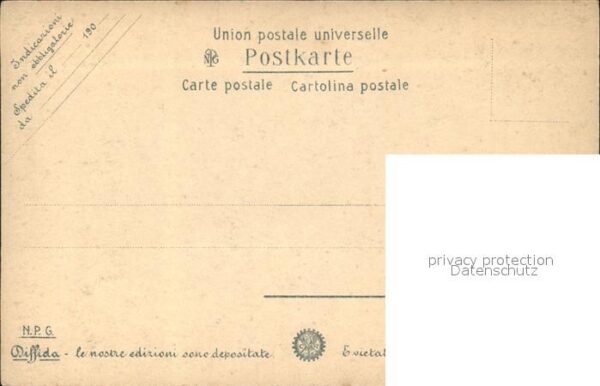 Indicazioni
non obbligatorie
Spedita il 190
da
Union postale universelle
NPG Postkarte
Carte postale Cartolina postale
privacy protection
Datenschutz
N.P.G.
Diffida - le nostre edizioni sono depositate. E vietat